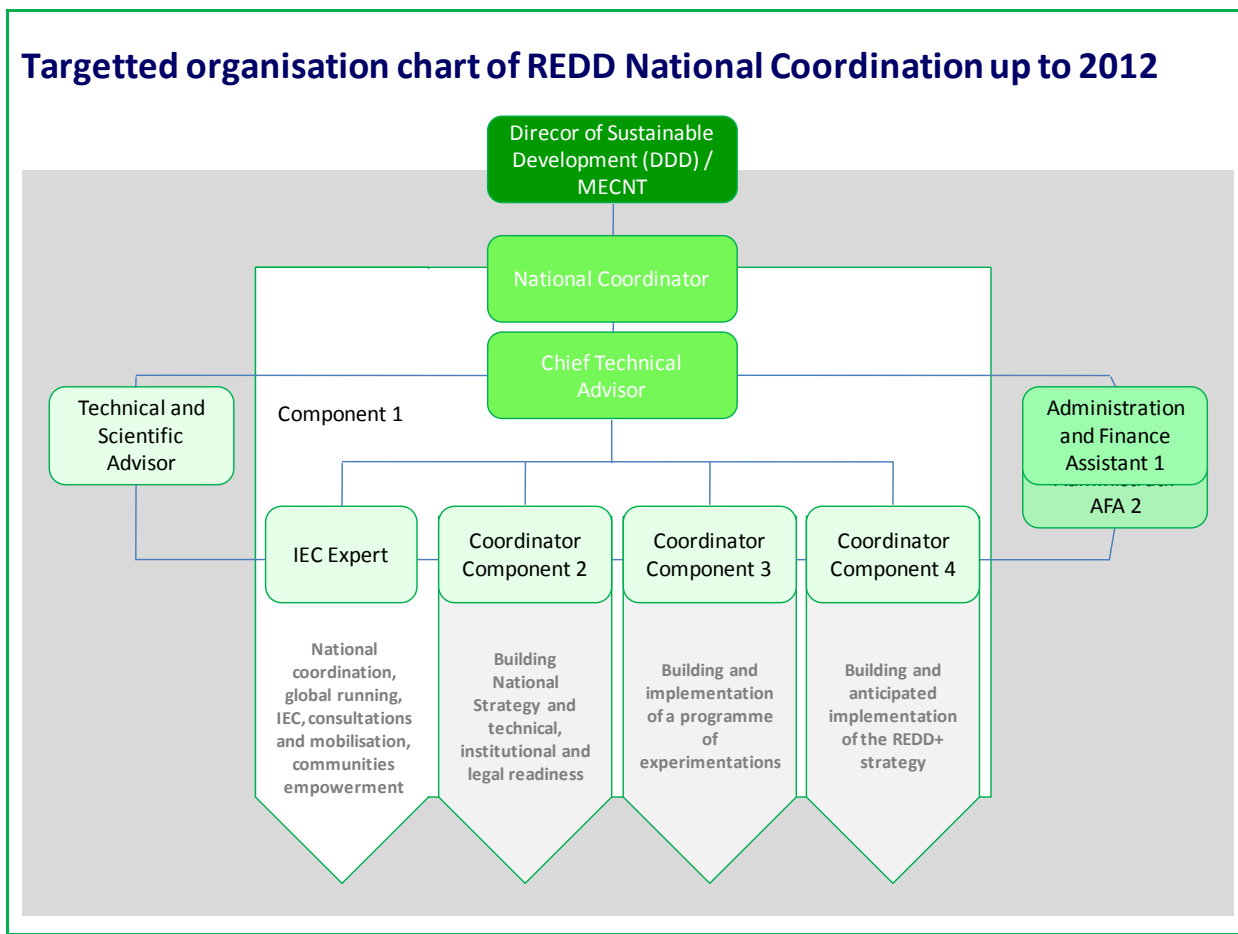 Targetted organisation chart of REDD National Coordination up to 2012
Direcor of Sustainable
Development (DDD) /
MECNT
National Coordinator
Chief Technical
Advisor
Technical and
Scientific
Advisor
Component 1
Administration
and Finance
Assistant 1
AFA 2
IEC Expert
Coordinator
Component 2
Coordinator
Component 3
Coordinator
Component 4
National
coordination,
global running,
IEC, consultations
and mobilisation,
communities
empowerment
Building
National
Strategy and
technical,
institutional and
legal readiness
Building and
implementation
of a programme
of
experimentations
Building and
anticipated
implementation
of the REDD+
strategy